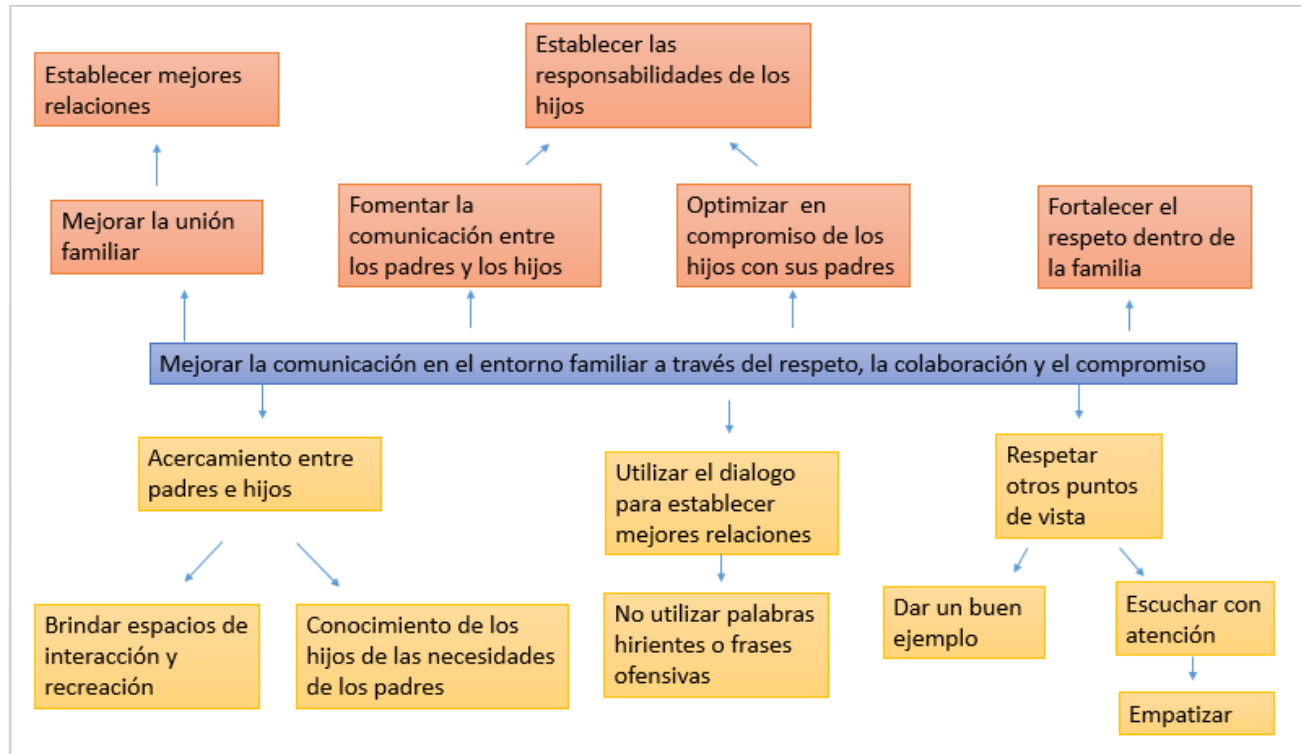 Establecer mejores
relaciones
Establecer las
responsabilidades de los
hijos
Mejorar la unión
familiar
Fomentar la
comunicación entre
los padres y los hijos
Optimizar  en
compromiso de los
hijos con sus padres
Fortalecer el
respeto dentro de
la familia
Mejorar la comunicación en el entorno familiar a través del respeto, la colaboración y el compromiso
Acercamiento entre
padres e hijos
Utilizar el dialogo
para establecer
mejores relaciones
Respetar
otros puntos
de vista
Brindar espacios de
interacción y
recreación
Conocimiento de los
hijos de las necesidades
de los padres
No utilizar palabras
hirientes o frases
ofensivas
Dar un buen
ejemplo
Escuchar con
atención
Empatizar